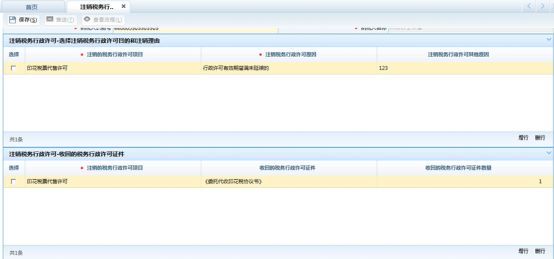 首页 注销税务行政许... ×
保存(S) 推送(T) 查看流程(L)
注销税务行政许可-选择注销税务行政许可项目的和注销理由
选择 * 注销的税务行政许可项目 * 注销税务行政许可原因 注销税务行政许可其他原因
印花税票代售许可 行政许可有效期届满未延续的 123
共1条 增行 删行
注销税务行政许可-收回的税务行政许可证件
选择 * 注销的税务行政许可项目 收回的税务行政许可证件 收回的税务行政许可证件数量
印花税票代售许可 《委托代收印花税协议书》 1
共1条 增行 删行